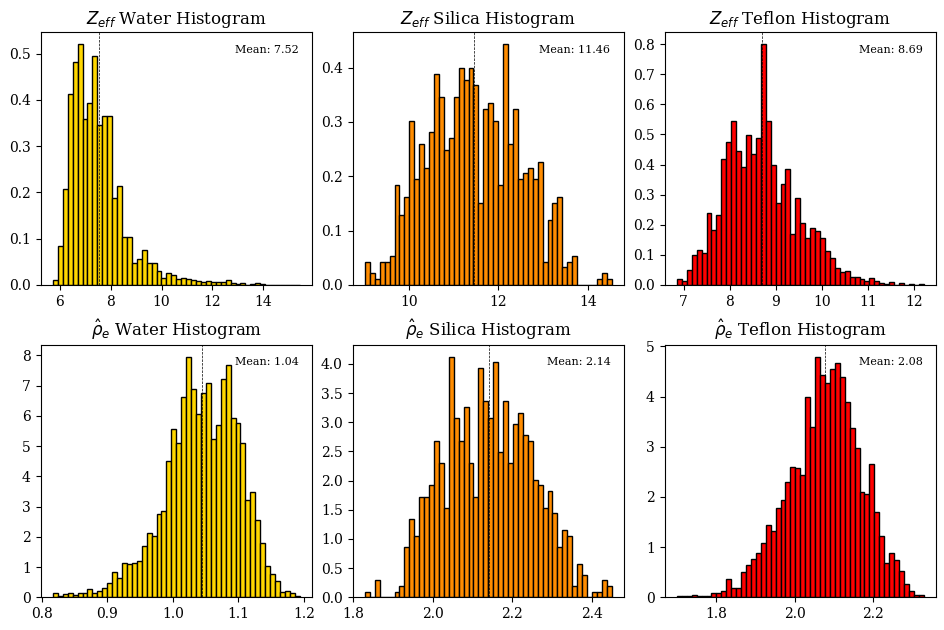 Z_eff Water Histogram
Mean: 7.52
0.5
0.4
0.3
0.2
0.1
0.0
6 8 10 12 14
Z_eff Silica Histogram
Mean: 11.46
0.4
0.3
0.2
0.1
0.0
10 12 14
Z_eff Teflon Histogram
Mean: 8.69
0.8
0.7
0.6
0.5
0.4
0.3
0.2
0.1
0.0
7 8 9 10 11 12
ρ̂_e Water Histogram
Mean: 1.04
8
7
6
5
4
3
2
1
0
0.8 0.9 1.0 1.1 1.2
ρ̂_e Silica Histogram
Mean: 2.14
4.0
3.5
3.0
2.5
2.0
1.5
1.0
0.5
0.0
1.8 2.0 2.2 2.4
ρ̂_e Teflon Histogram
Mean: 2.08
5
4
3
2
1
0
1.8 2.0 2.2